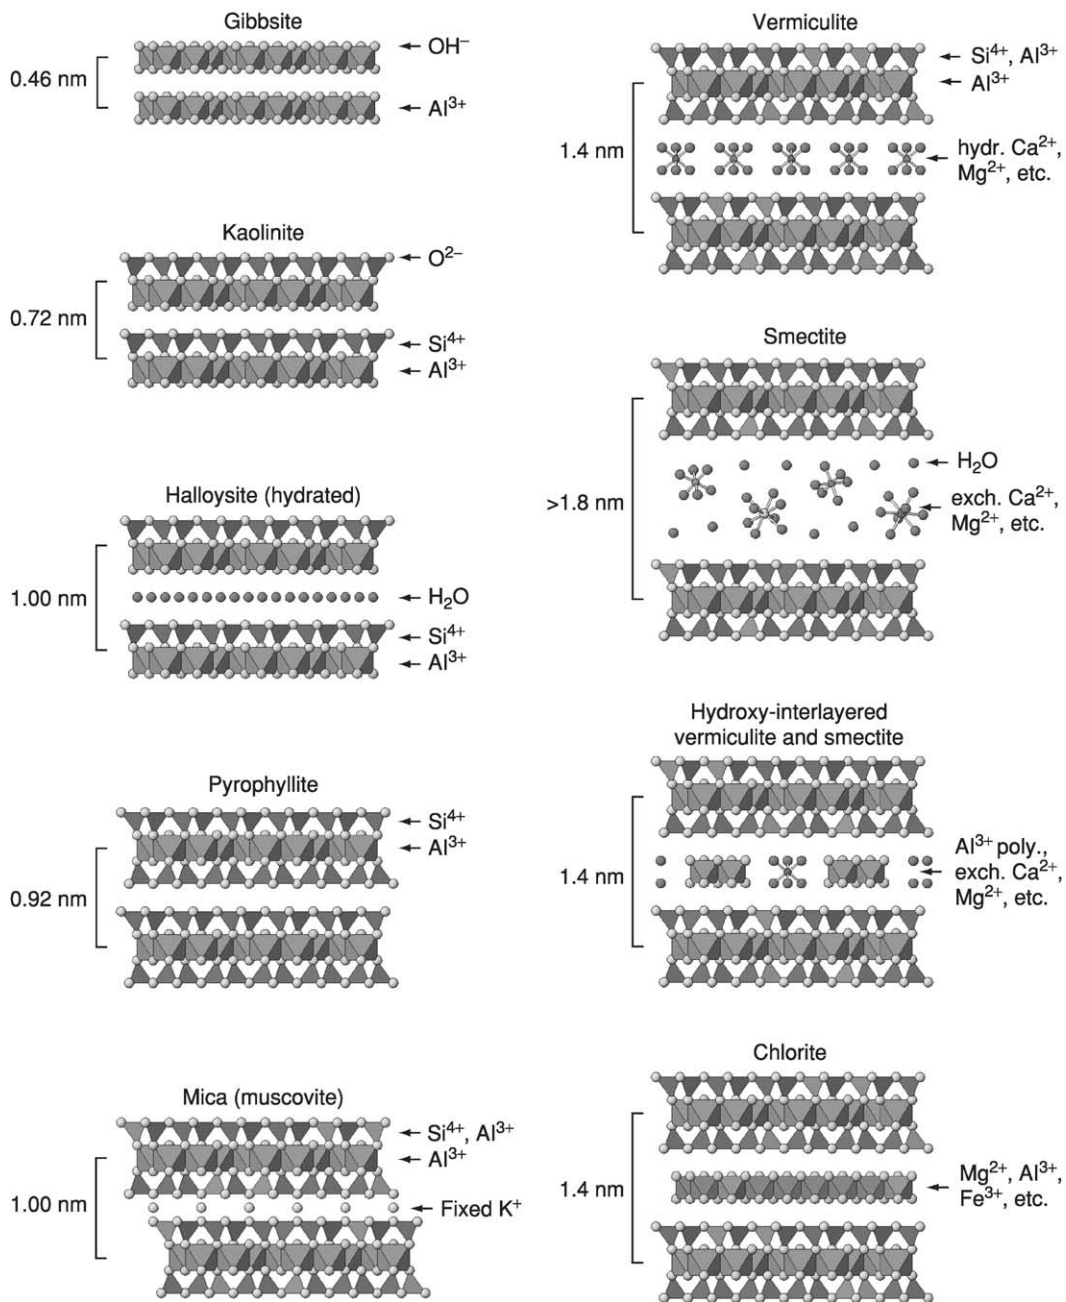 Gibbsite
OH⁻
0.46 nm
Al³⁺
Kaolinite
O²⁻
0.72 nm
Si⁴⁺
Al³⁺
Halloysite (hydrated)
1.00 nm
H₂O
Si⁴⁺
Al³⁺
Pyrophyllite
Si⁴⁺
Al³⁺
0.92 nm
Mica (muscovite)
Si⁴⁺, Al³⁺
Al³⁺
1.00 nm
Fixed K⁺
Vermiculite
Si⁴⁺, Al³⁺
Al³⁺
1.4 nm
hydr. Ca²⁺,
Mg²⁺, etc.
Smectite
H₂O
>1.8 nm
exch. Ca²⁺,
Mg²⁺, etc.
Hydroxy-interlayered
vermiculite and smectite
1.4 nm
Al³⁺ poly.,
exch. Ca²⁺,
Mg²⁺, etc.
Chlorite
1.4 nm
Mg²⁺, Al³⁺,
Fe³⁺, etc.